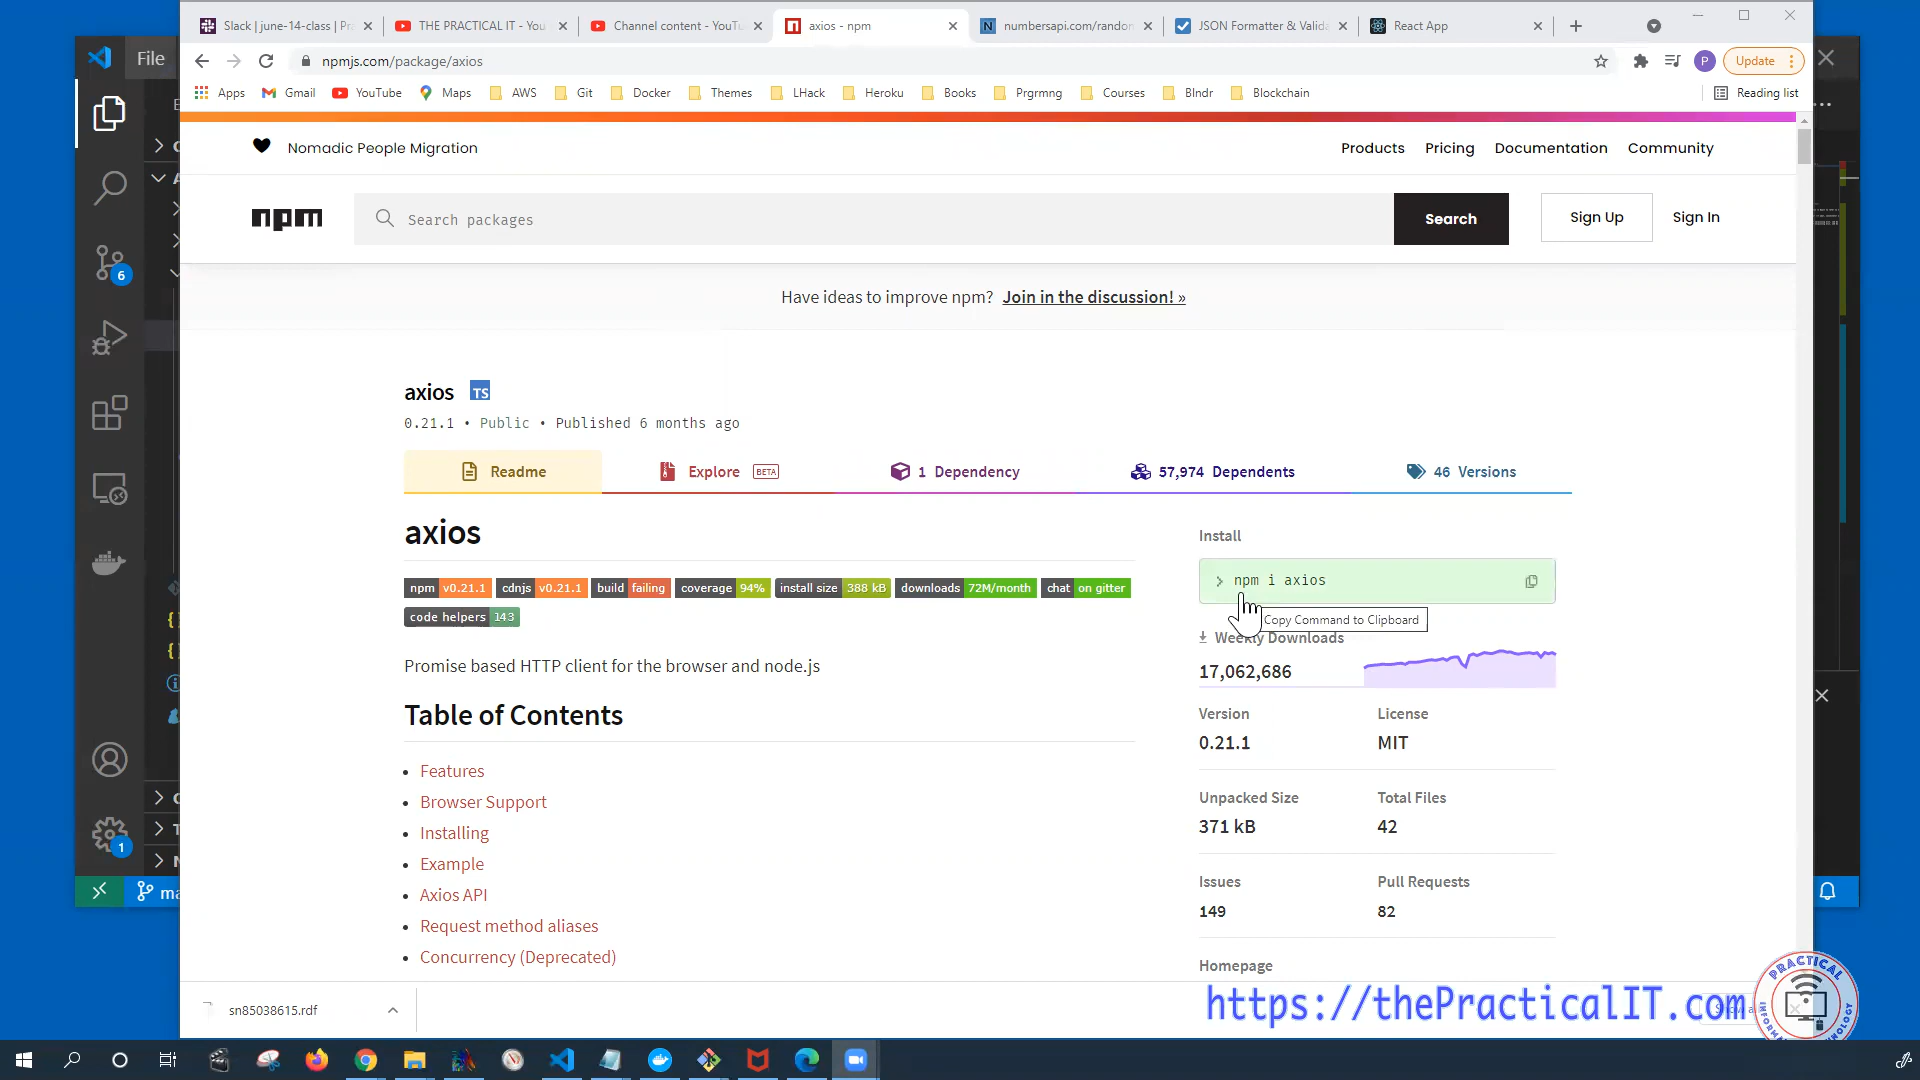 Slack | june-14-class | Pra
THE PRACTICAL IT - You
Channel content - YouTu
axios - npm
numbersapi.com/random
JSON Formatter & Valida
React App
File
npmjs.com/package/axios
P
Update
Apps
Gmail
YouTube
Maps
AWS
Git
Docker
Themes
LHack
Heroku
Books
Prgrmng
Courses
Blndr
Blockchain
Reading list
Nomadic People Migration
Products
Pricing
Documentation
Community
npm
Search packages
Search
Sign Up
Sign In
Have ideas to improve npm? Join in the discussion! »
axios TS
0.21.1 • Public • Published 6 months ago
Readme
Explore BETA
1 Dependency
57,974 Dependents
46 Versions
axios
npm v0.21.1 cdnjs v0.21.1 build failing coverage 94% install size 388 kB downloads 72M/month chat on gitter
code helpers 143
Promise based HTTP client for the browser and node.js
Table of Contents
• Features
• Browser Support
• Installing
• Example
• Axios API
• Request method aliases
• Concurrency (Deprecated)
Install
npm i axios
Copy Command to Clipboard
Weekly Downloads
17,062,686
Version
0.21.1
License
MIT
Unpacked Size
371 kB
Total Files
42
Issues
149
Pull Requests
82
Homepage
6
1
sn85038615.rdf
https://thePracticalIT.com
PRACTICAL